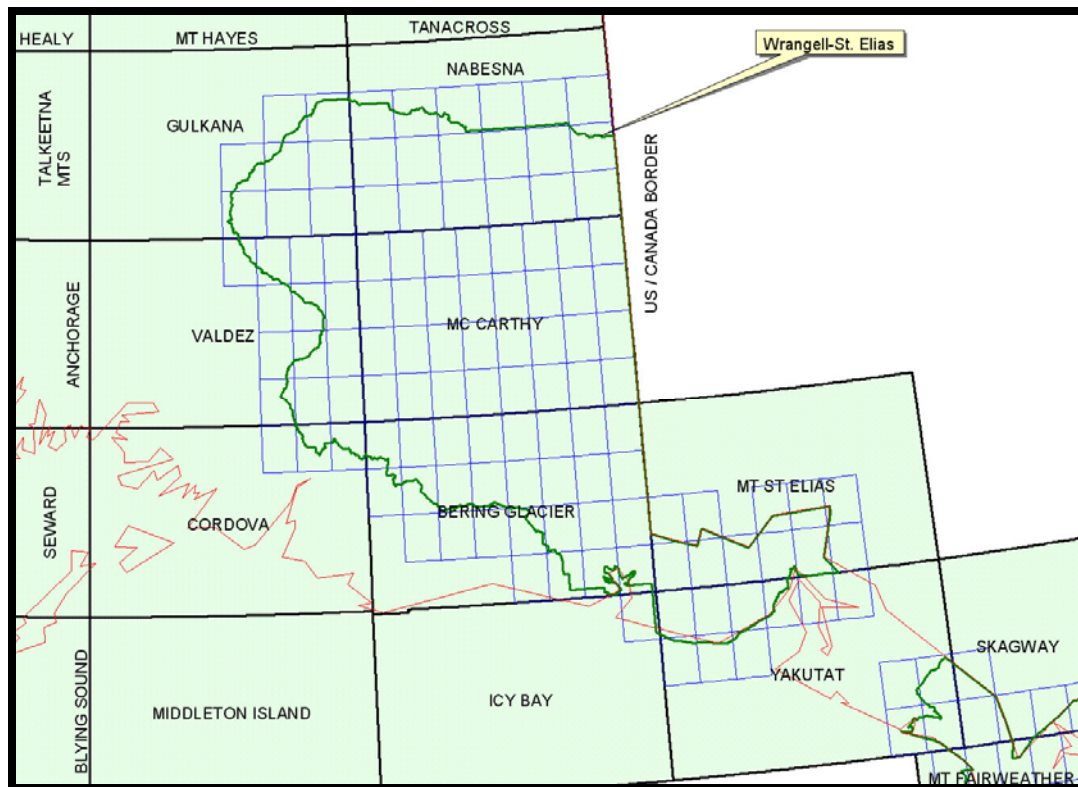 TANACROSS
HEALY
MT HAYES
Wrangell-St. Elias
NABESNA
GULKANA
TALKEETNA
MTS
US / CANADA BORDER
ANCHORAGE
VALDEZ
MC CARTHY
MT ST ELIAS
SEWARD
CORDOVA
BERING GLACIER
SKAGWAY
YAKUTAT
BLYING SOUND
MIDDLETON ISLAND
ICY BAY
MT FAIRWEATHER